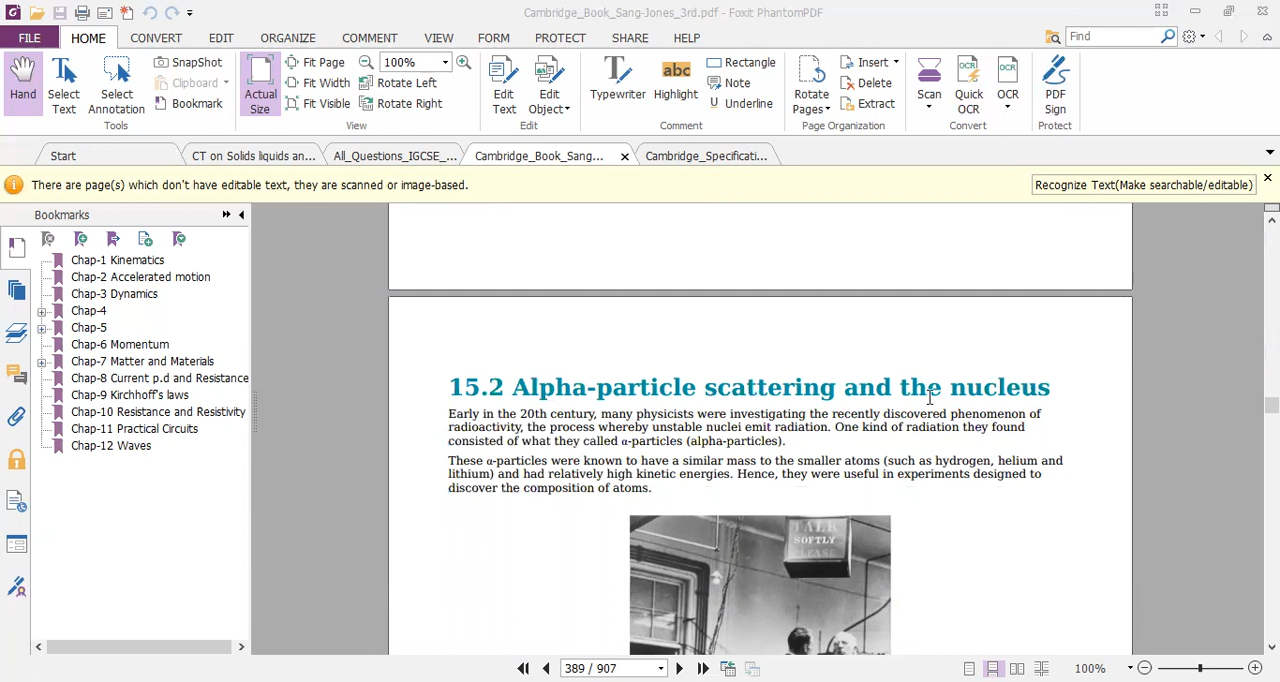 Cambridge_Book_Sang-Jones_3rd.pdf - Foxit PhantomPDF
FILE HOME CONVERT EDIT ORGANIZE COMMENT VIEW FORM PROTECT SHARE HELP Find
Hand
Select Text
Select Annotation
SnapShot
Clipboard
Bookmark
Tools
Actual Size
Fit Page
Fit Width
Fit Visible
100%
Rotate Left
Rotate Right
View
Edit Text
Edit Object
Edit
Typewriter
abc
Highlight
Rectangle
Note
Underline
Comment
Rotate Pages
Insert
Delete
Extract
Page Organization
Scan
OCR
Quick OCR
OCR
OCR
Convert
PDF Sign
Protect
Start CT on Solids liquids an... All_Questions_IGCSE_... Cambridge_Book_Sang... Cambridge_Specificati...
There are page(s) which don't have editable text, they are scanned or image-based. Recognize Text(Make searchable/editable)
Bookmarks
Chap-1 Kinematics
Chap-2 Accelerated motion
Chap-3 Dynamics
Chap-4
Chap-5
Chap-6 Momentum
Chap-7 Matter and Materials
Chap-8 Current p.d and Resistance
Chap-9 Kirchhoff's laws
Chap-10 Resistance and Resistivity
Chap-11 Practical Circuits
Chap-12 Waves
15.2 Alpha-particle scattering and the nucleus
Early in the 20th century, many physicists were investigating the recently discovered phenomenon of
radioactivity, the process whereby unstable nuclei emit radiation. One kind of radiation they found
consisted of what they called α-particles (alpha-particles).
These α-particles were known to have a similar mass to the smaller atoms (such as hydrogen, helium and
lithium) and had relatively high kinetic energies. Hence, they were useful in experiments designed to
discover the composition of atoms.
TALK
SOFTLY
PLEASE
389 / 907
100%